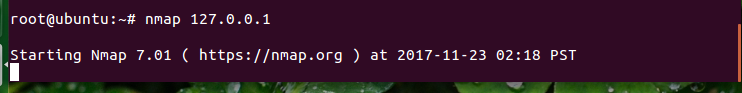 root@ubuntu:~# nmap 127.0.0.1
Starting Nmap 7.01 ( https://nmap.org ) at 2017-11-23 02:18 PST